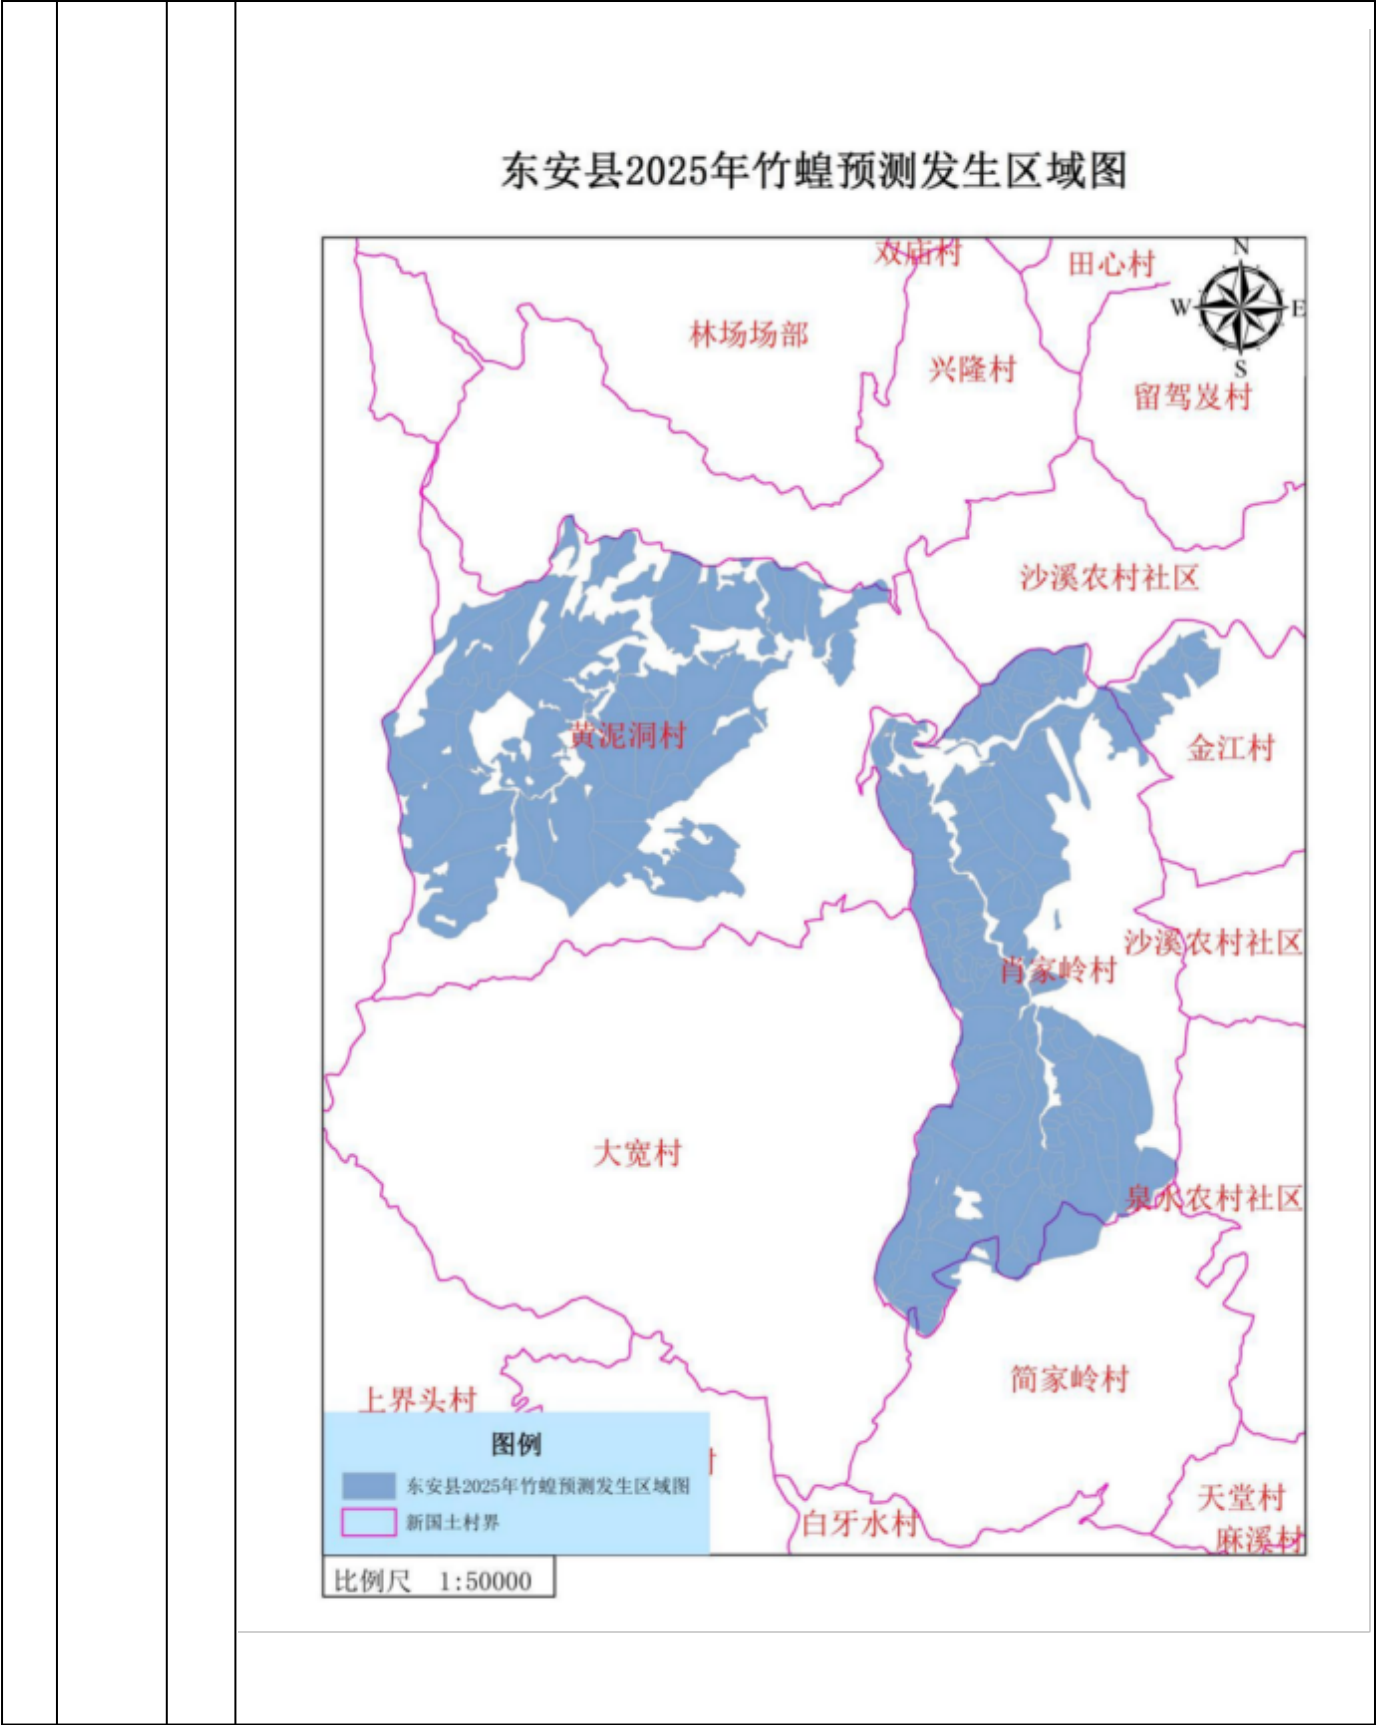 东安县2025年竹蝗预测发生区域图
双庙村
田心村
N
W
E
S
林场场部
兴隆村
留驾岌村
沙溪农村社区
黄泥洞村
金江村
沙溪农村社区
肖家岭村
大宽村
泉水农村社区
简家岭村
上界头村
图例
东安县2025年竹蝗预测发生区域图
新国土村界
天堂村
白牙水村
麻溪村
比例尺 1:50000